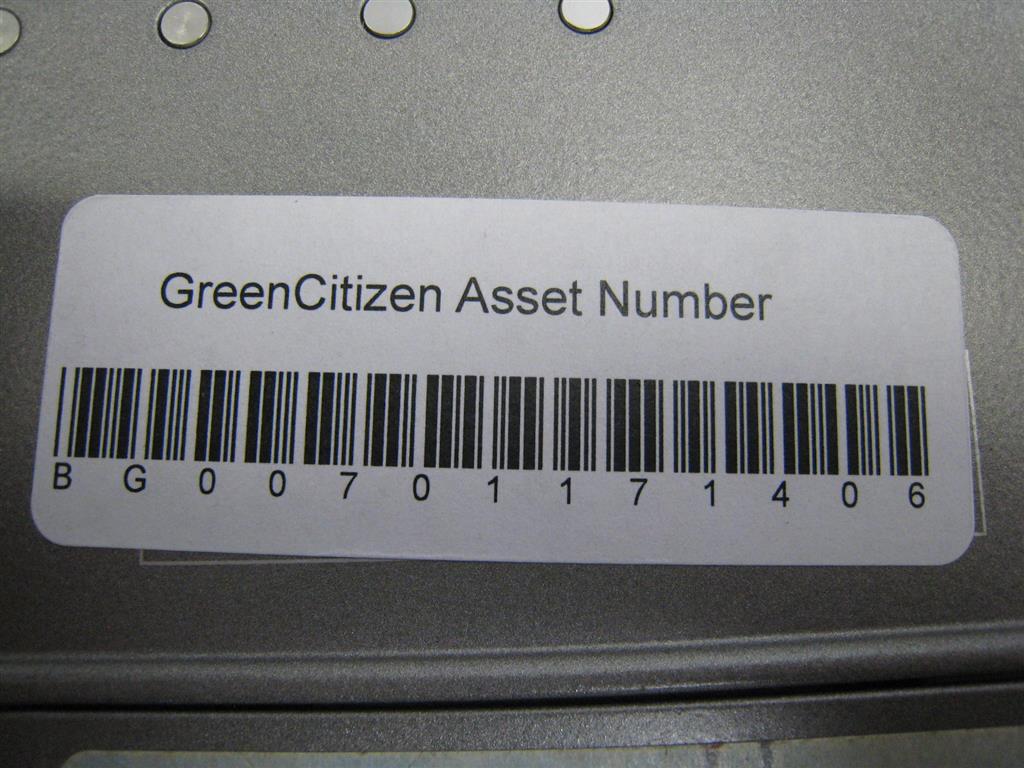 GreenCitizen Asset Number
B G 0 0 7 0 1 1 7 1 4 0 6